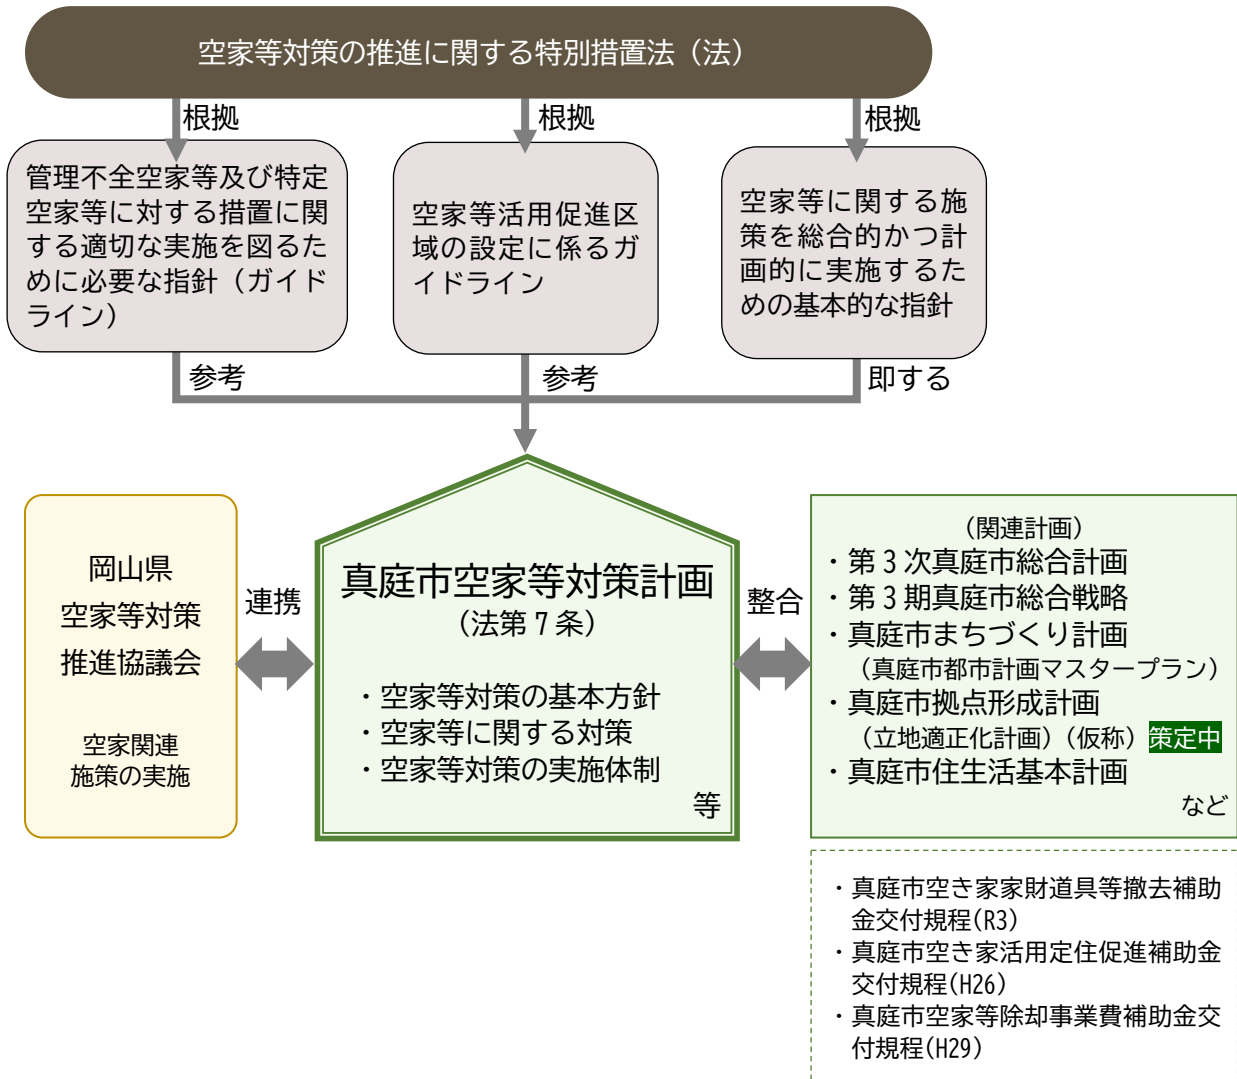 空家等対策の推進に関する特別措置法（法）
根拠
根拠
根拠
管理不全空家等及び特定
空家等に対する措置に関
する適切な実施を図るた
めに必要な指針（ガイド
ライン）
空家等活用促進区
域の設定に係るガ
イドライン
空家等に関する施
策を総合的かつ計
画的に実施するた
めの基本的な指針
参考
参考
即する
岡山県
空家等対策
推進協議会
空家関連
施策の実施
連携
真庭市空家等対策計画
（法第７条）
・空家等対策の基本方針
・空家等に関する対策
・空家等対策の実施体制
等
整合
（関連計画）
・第３次真庭市総合計画
・第３期真庭市総合戦略
・真庭市まちづくり計画
（真庭市都市計画マスタープラン）
・真庭市拠点形成計画
（立地適正化計画）（仮称）策定中
・真庭市住生活基本計画
など
・真庭市空き家家財道具等撤去補助
金交付規程(R3)
・真庭市空き家活用定住促進補助金
交付規程(H26)
・真庭市空家等除却事業費補助金交
付規程(H29)